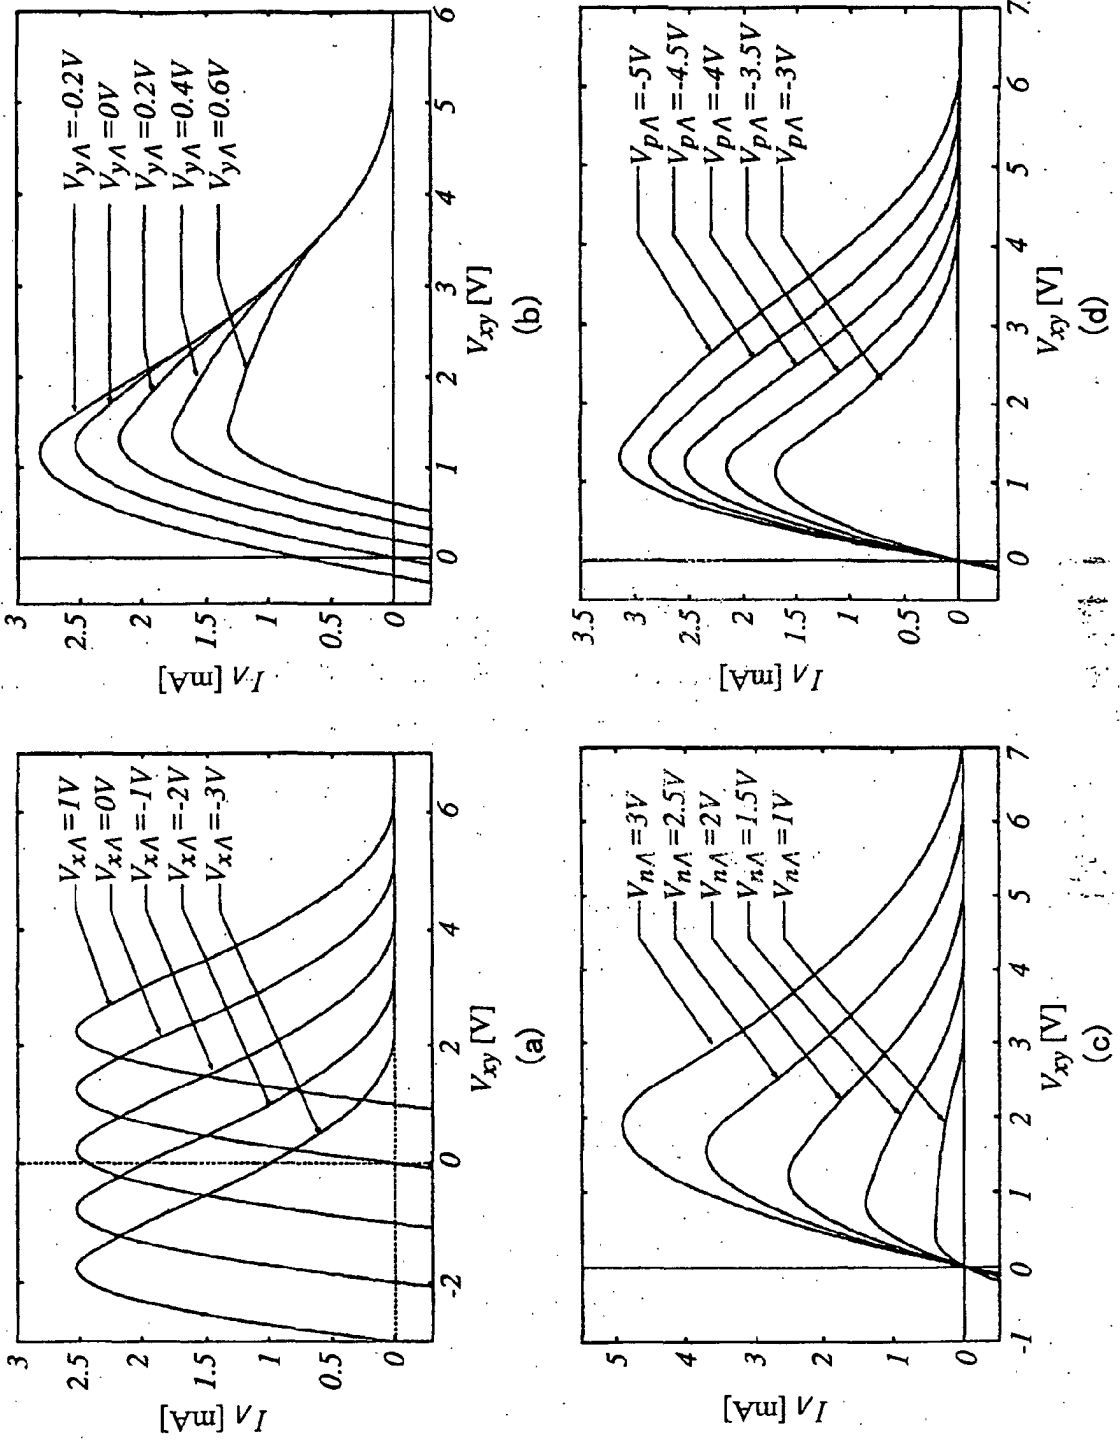 3
2.5
2
1.5
1
0.5
0
I_Λ [mA]
-2
0
2
4
6
V_xΛ=1V
V_xΛ=0V
V_xΛ=-1V
V_xΛ=-2V
V_xΛ=-3V
V_xy [V]
(a)
3
2.5
2
1.5
1
0.5
0
I_Λ [mA]
0
1
2
3
4
5
6
V_yΛ=-0.2V
V_yΛ=0V
V_yΛ=0.2V
V_yΛ=0.4V
V_yΛ=0.6V
V_xy [V]
(b)
5
4
3
2
1
0
I_Λ [mA]
-1
0
1
2
3
4
5
6
7
V_nΛ=3V
V_nΛ=2.5V
V_nΛ=2V
V_nΛ=1.5V
V_nΛ=1V
V_xy [V]
(c)
3.5
3
2.5
2
1.5
1
0.5
0
I_Λ [mA]
0
1
2
3
4
5
6
7
V_pΛ=-5V
V_pΛ=-4.5V
V_pΛ=-4V
V_pΛ=-3.5V
V_pΛ=-3V
V_xy [V]
(d)